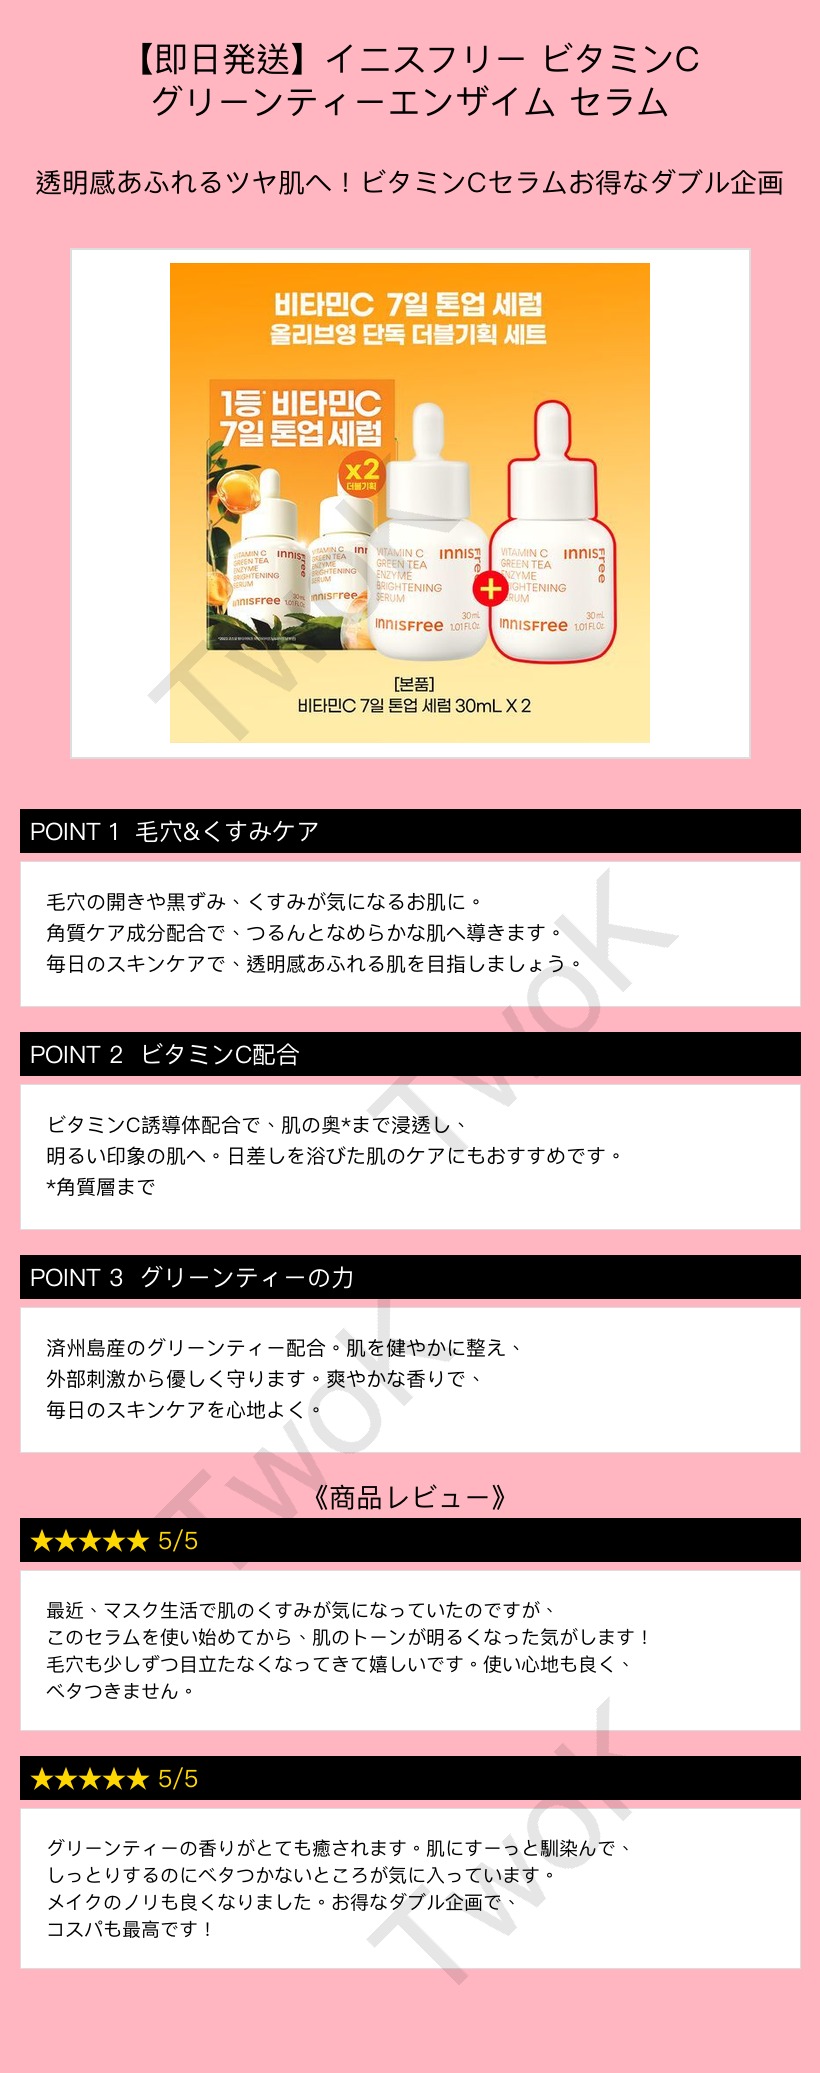 【即日発送】イニスフリー ビタミンC
グリーンティーエンザイム セラム
透明感あふれるツヤ肌へ！ビタミンCセラムお得なダブル企画
비타민C 7일 톤업 세럼
올리브영 단독 더블기획 세트
1등* 비타민C
7일 톤업 세럼
x2
더블기획
VITAMIN C
GREEN TEA
ENZYME
BRIGHTENING
SERUM
innisfree
innisfree
30 mL
1.01 FL.Oz.
VITAMIN C
GREEN TEA
ENZYME
BRIGHTENING
SERUM
innisfree
VITAMIN C
GREEN TEA
ENZYME
BRIGHTENING
SERUM
innisfree
innisfree
30 mL
1.01 FL.Oz.
+
VITAMIN C
GREEN TEA
ENZYME
BRIGHTENING
SERUM
innisfree
innisfree
30 mL
1.01 FL.Oz.
[본품]
비타민C 7일 톤업 세럼 30mL X 2
TwoK
POINT 1 毛穴&くすみケア
毛穴の開きや黒ずみ、くすみが気になるお肌に。
角質ケア成分配合で、つるんとなめらかな肌へ導きます。
毎日のスキンケアで、透明感あふれる肌を目指しましょう。
TwoK
POINT 2 ビタミンC配合
ビタミンC誘導体配合で、肌の奥*まで浸透し、
明るい印象の肌へ。日差しを浴びた肌のケアにもおすすめです。
*角質層まで
POINT 3 グリーンティーの力
済州島産のグリーンティー配合。肌を健やかに整え、
外部刺激から優しく守ります。爽やかな香りで、
毎日のスキンケアを心地よく。
TwoK
《商品レビュー》
★★★★★ 5/5
最近、マスク生活で肌のくすみが気になっていたのですが、
このセラムを使い始めてから、肌のトーンが明るくなった気がします！
毛穴も少しずつ目立たなくなってきて嬉しいです。使い心地も良く、
ベタつきません。
★★★★★ 5/5
グリーンティーの香りがとても癒されます。肌にすーっと馴染んで、
しっとりするのにベタつかないところが気に入っています。
メイクのノリも良くなりました。お得なダブル企画で、
コスパも最高です！
TwoK